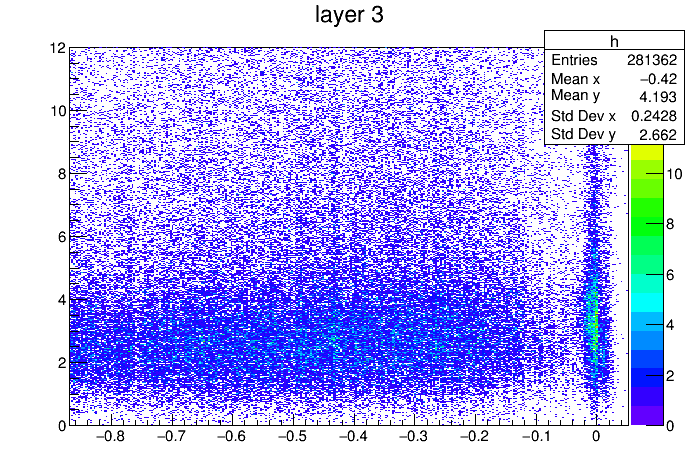 layer 3
h
Entries 281362
Mean x −0.42
Mean y 4.193
Std Dev x 0.2428
Std Dev y 2.662
12
10
8
6
4
2
0
10
8
6
4
2
0
−0.8 −0.7 −0.6 −0.5 −0.4 −0.3 −0.2 −0.1 0